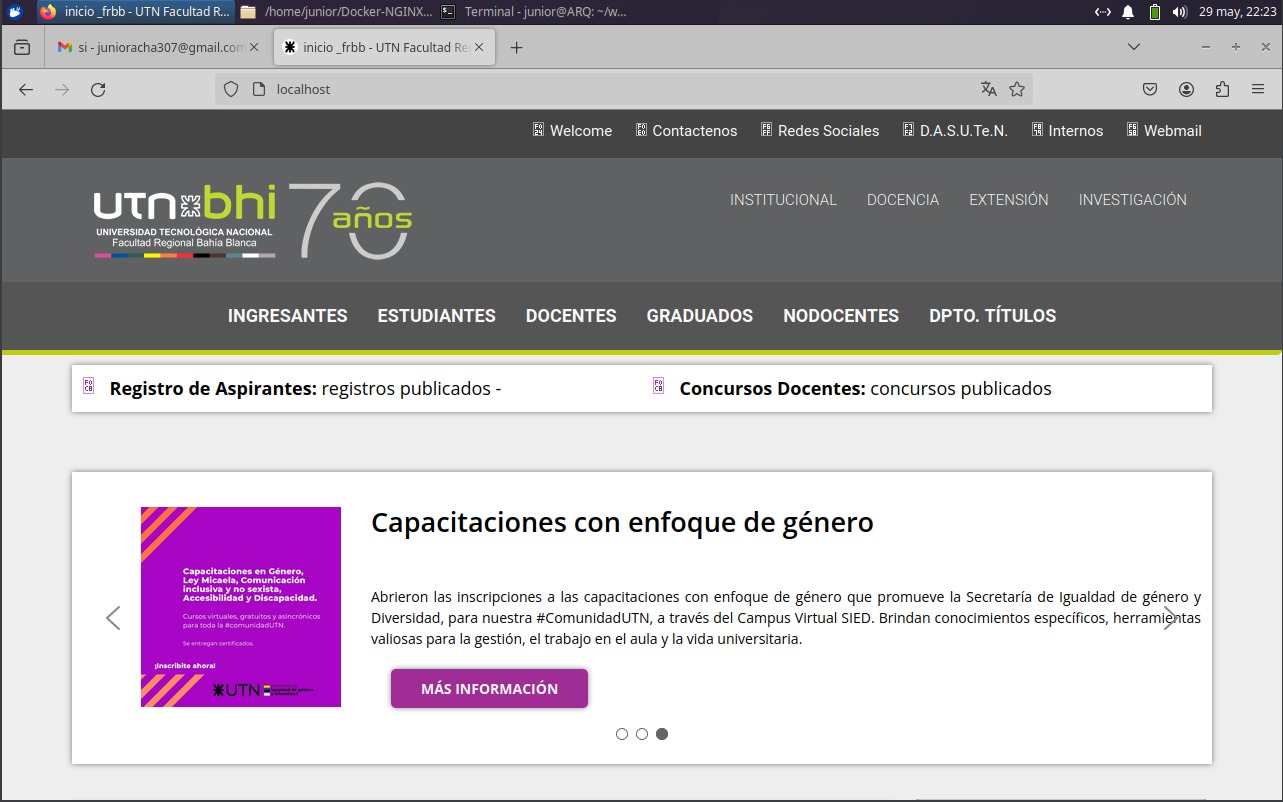 inicio _frbb - UTN Facultad R...
/home/junior/Docker-NGINX...
Terminal - junior@ARQ: ~/w...
29 may, 22:23
si - junioracha307@gmail.com
inicio _frbb - UTN Facultad Re
localhost
Welcome
Contactenos
Redes Sociales
D.A.S.U.Te.N.
Internos
Webmail
utn bhi 70 años
UNIVERSIDAD TECNOLÓGICA NACIONAL
Facultad Regional Bahía Blanca
INSTITUCIONAL
DOCENCIA
EXTENSIÓN
INVESTIGACIÓN
INGRESANTES
ESTUDIANTES
DOCENTES
GRADUADOS
NODOCENTES
DPTO. TÍTULOS
Registro de Aspirantes: registros publicados -
Concursos Docentes: concursos publicados
Capacitaciones en Género,
Ley Micaela, Comunicación
inclusiva y no sexista,
Accesibilidad y Discapacidad.
Cursos virtuales, gratuitos y asincrónicos
para toda la #comunidadUTN.
Se entregan certificados.
¡Inscribite ahora!
UTN
Igualdad de género
y Diversidad
Capacitaciones con enfoque de género
Abrieron las inscripciones a las capacitaciones con enfoque de género que promueve la Secretaría de Igualdad de género y
Diversidad, para nuestra #ComunidadUTN, a través del Campus Virtual SIED. Brindan conocimientos específicos, herramientas
valiosas para la gestión, el trabajo en el aula y la vida universitaria.
MÁS INFORMACIÓN